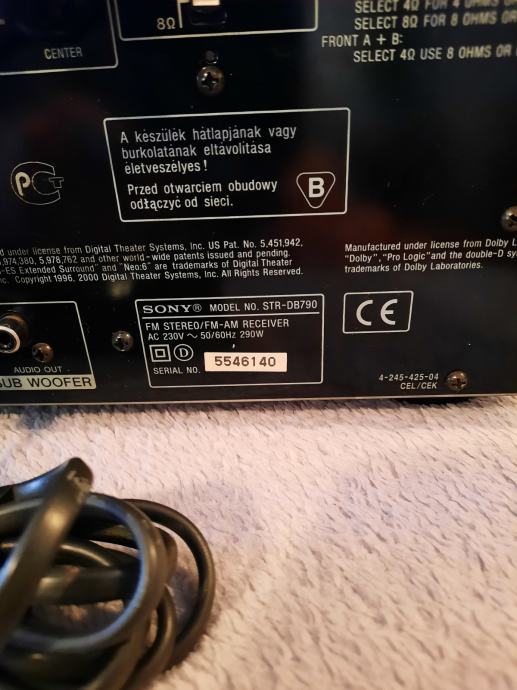 8Ω
CENTER
SELECT 4Ω FOR 4 OHMS OR
SELECT 8Ω FOR 8 OHMS OR
FRONT A + B:
SELECT 4Ω USE 8 OHMS OR
A készülék hátlapjának vagy
burkolatának eltávolítása
életveszélyes !
Przed otwarciem obudowy
odłączyć od sieci.
B
under license from Digital Theater Systems, Inc. US Pat. No. 5,451,942,
5,974,380, 5,978,762 and other world-wide patents issued and pending.
-ES Extended Surround" and "Neo:6" are trademarks of Digital Theater
Inc. Copyright 1996, 2000 Digital Theater Systems, Inc. All Rights Reserved.
Manufactured under license from Dolby
"Dolby", "Pro Logic" and the double-D
trademarks of Dolby Laboratories.
SONY® MODEL NO. STR-DB790
FM STEREO/FM-AM RECEIVER
AC 230V ~ 50/60Hz 290W
D
SERIAL NO. 5546140
CE
AUDIO OUT
SUB WOOFER
4-245-425-04
CEL/CEK